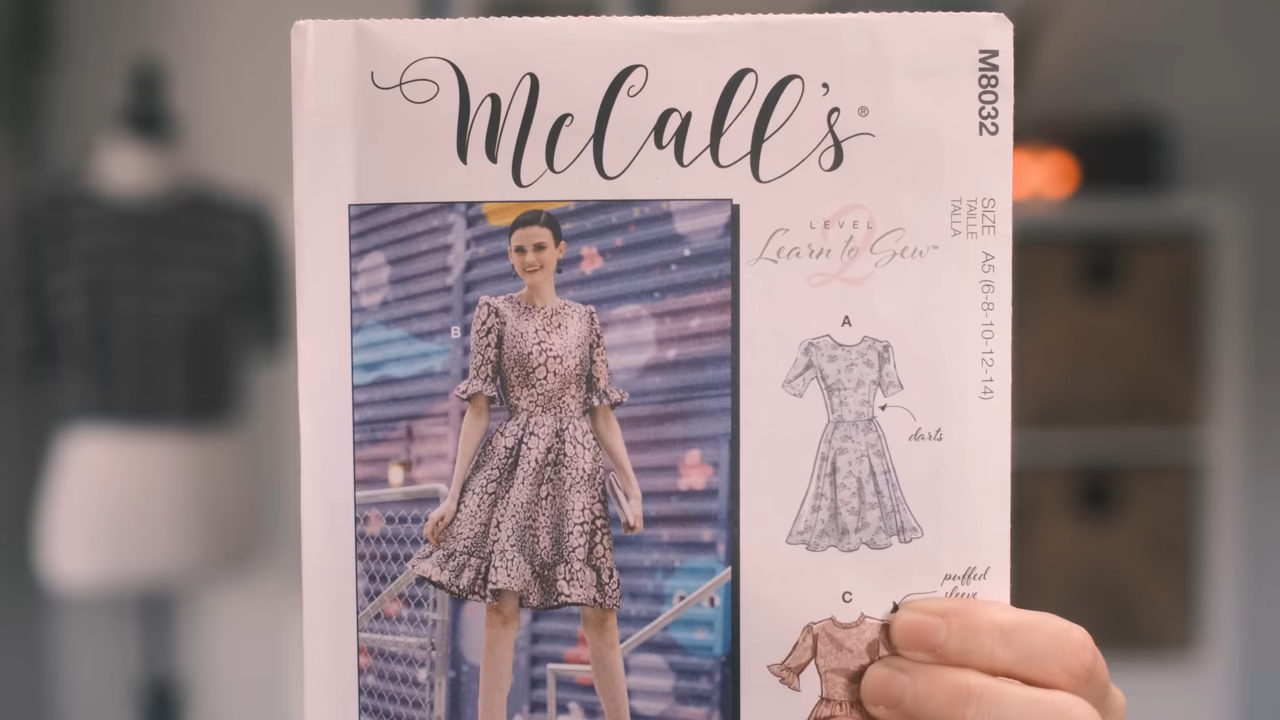 McCall's®
M8032
SIZE A5 (6-8-10-12-14)
TAILLE
TALLA
LEVEL
2
Learn to Sew™
A
darts
B
puffed
sleeve
C